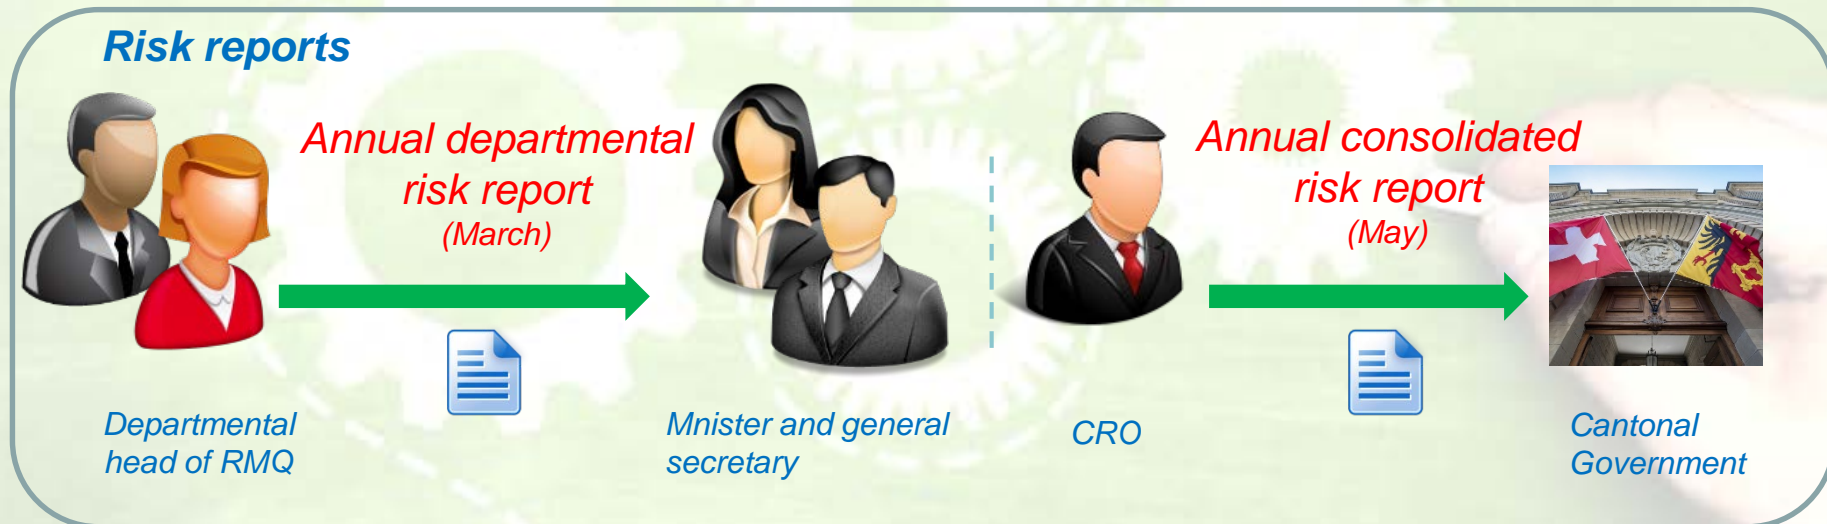 Risk reports
Annual departmental
risk report
(March)
Annual consolidated
risk report
(May)
Departmental
head of RMQ
Mnister and general
secretary
CRO
Cantonal
Government